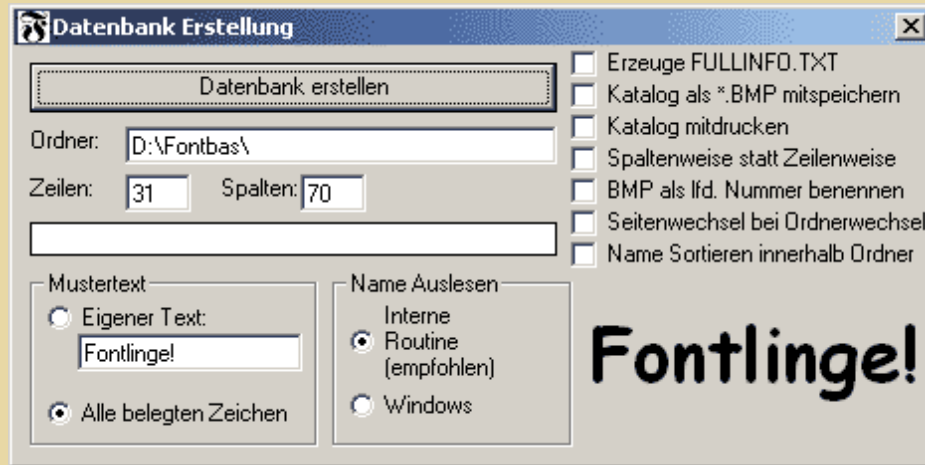 Datenbank Erstellung
Datenbank erstellen
Ordner: D:\Fontbas\
Zeilen: 31 Spalten: 70
Erzeuge FULLINFO.TXT
Katalog als *.BMP mitspeichern
Katalog mitdrucken
Spaltenweise statt Zeilenweise
BMP als lfd. Nummer benennen
Seitenwechsel bei Ordnerwechsel
Name Sortieren innerhalb Ordner
Mustertext
Eigener Text:
Fontlinge!
Alle belegten Zeichen
Name Auslesen
Interne
Routine
(empfohlen)
Windows
Fontlinge!